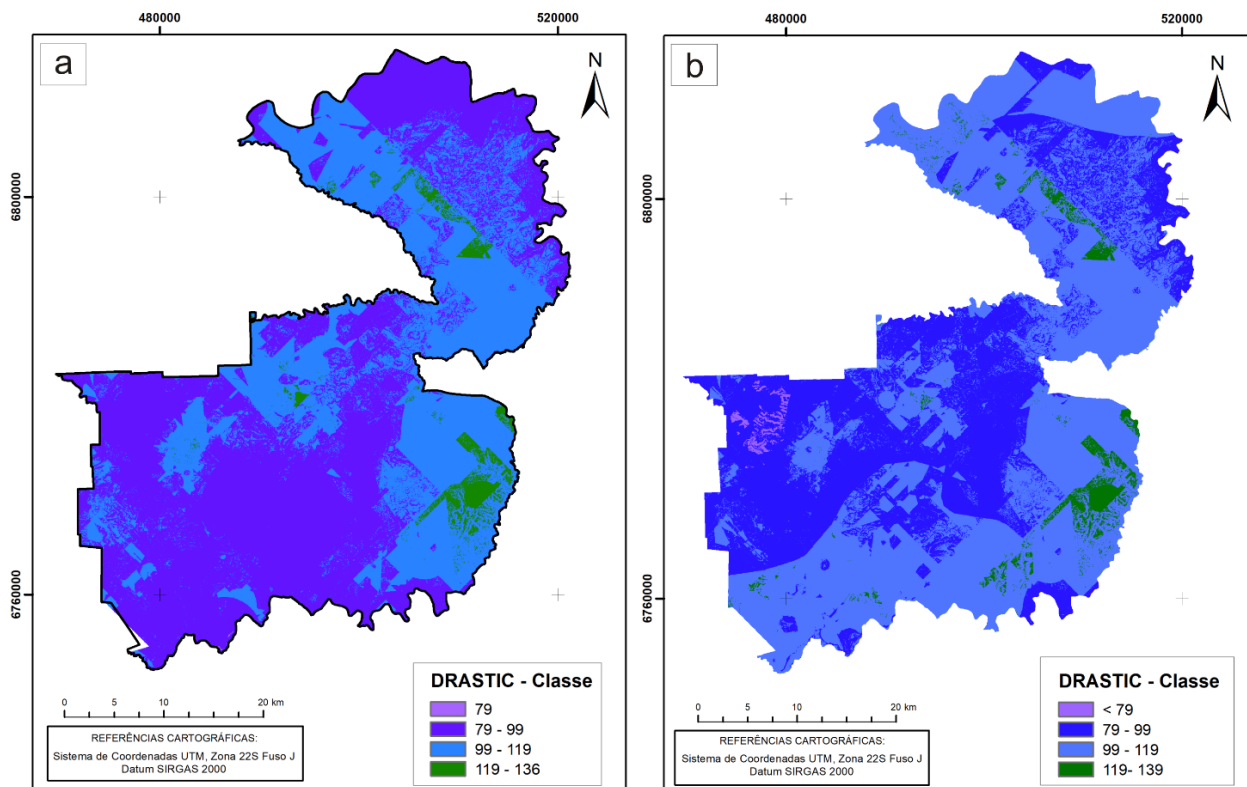 480000
520000
480000
520000
a
N
b
N
6800000
6800000
6760000
6760000
DRASTIC - Classe
79
79 - 99
99 - 119
119 - 136
0 5 10 20 km
REFERÊNCIAS CARTOGRÁFICAS:
Sistema de Coordenadas UTM, Zona 22S Fuso J
Datum SIRGAS 2000
DRASTIC - Classe
< 79
79 - 99
99 - 119
119- 139
0 5 10 20 km
REFERÊNCIAS CARTOGRÁFICAS:
Sistema de Coordenadas UTM, Zona 22S Fuso J
Datum SIRGAS 2000